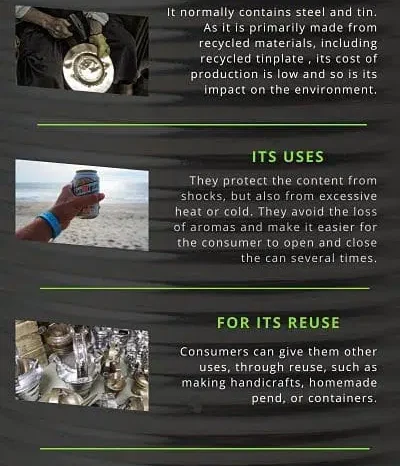 It normally contains steel and tin.
As it is primarily made from
recycled materials, including
recycled tinplate , its cost of
production is low and so is its
impact on the environment.
ITS USES
They protect the content from
shocks, but also from excessive
heat or cold. They avoid the loss
of aromas and make it easier for
the consumer to open and close
the can several times.
FOR ITS REUSE
Consumers can give them other
uses, through reuse, such as
making handicrafts, homemade
pend, or containers.